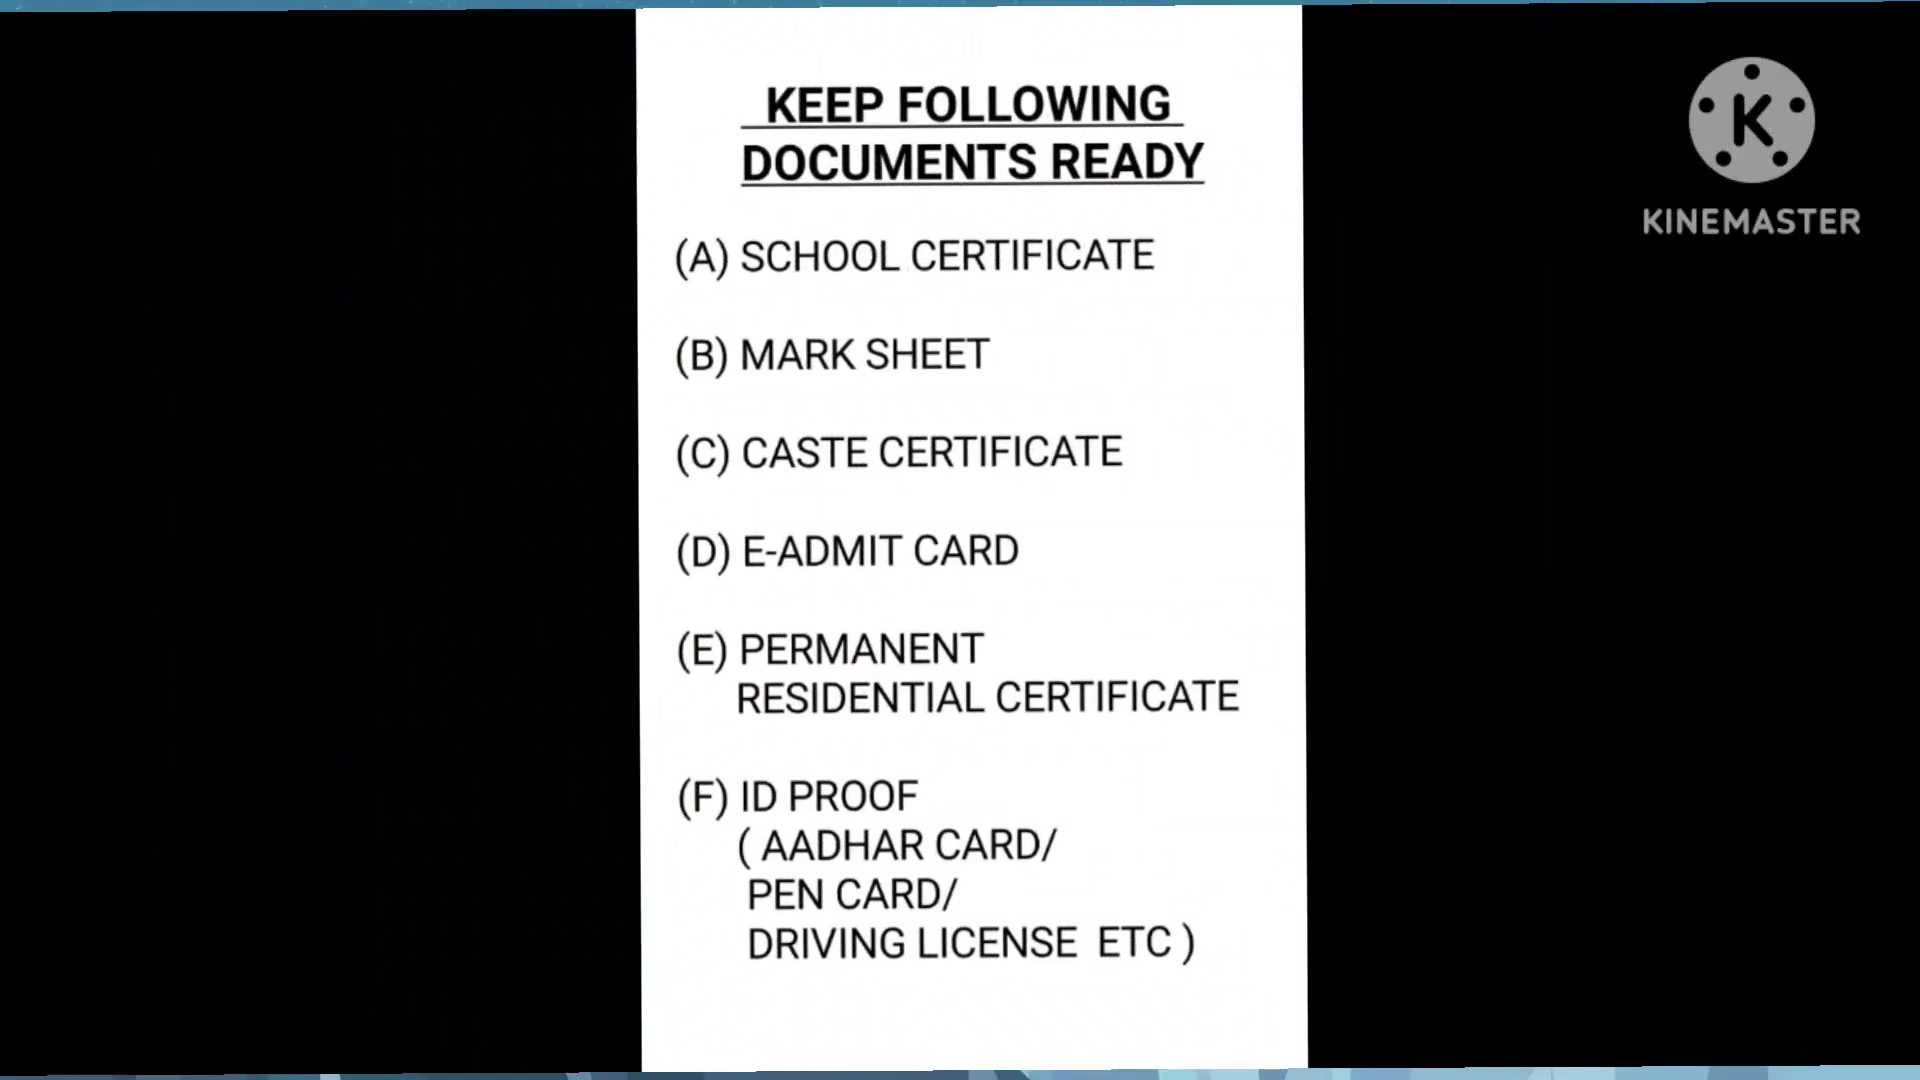 KEEP FOLLOWING
DOCUMENTS READY
(A) SCHOOL CERTIFICATE
(B) MARK SHEET
(C) CASTE CERTIFICATE
(D) E-ADMIT CARD
(E) PERMANENT
RESIDENTIAL CERTIFICATE
(F) ID PROOF
( AADHAR CARD/
PEN CARD/
DRIVING LICENSE ETC )
K
KINEMASTER